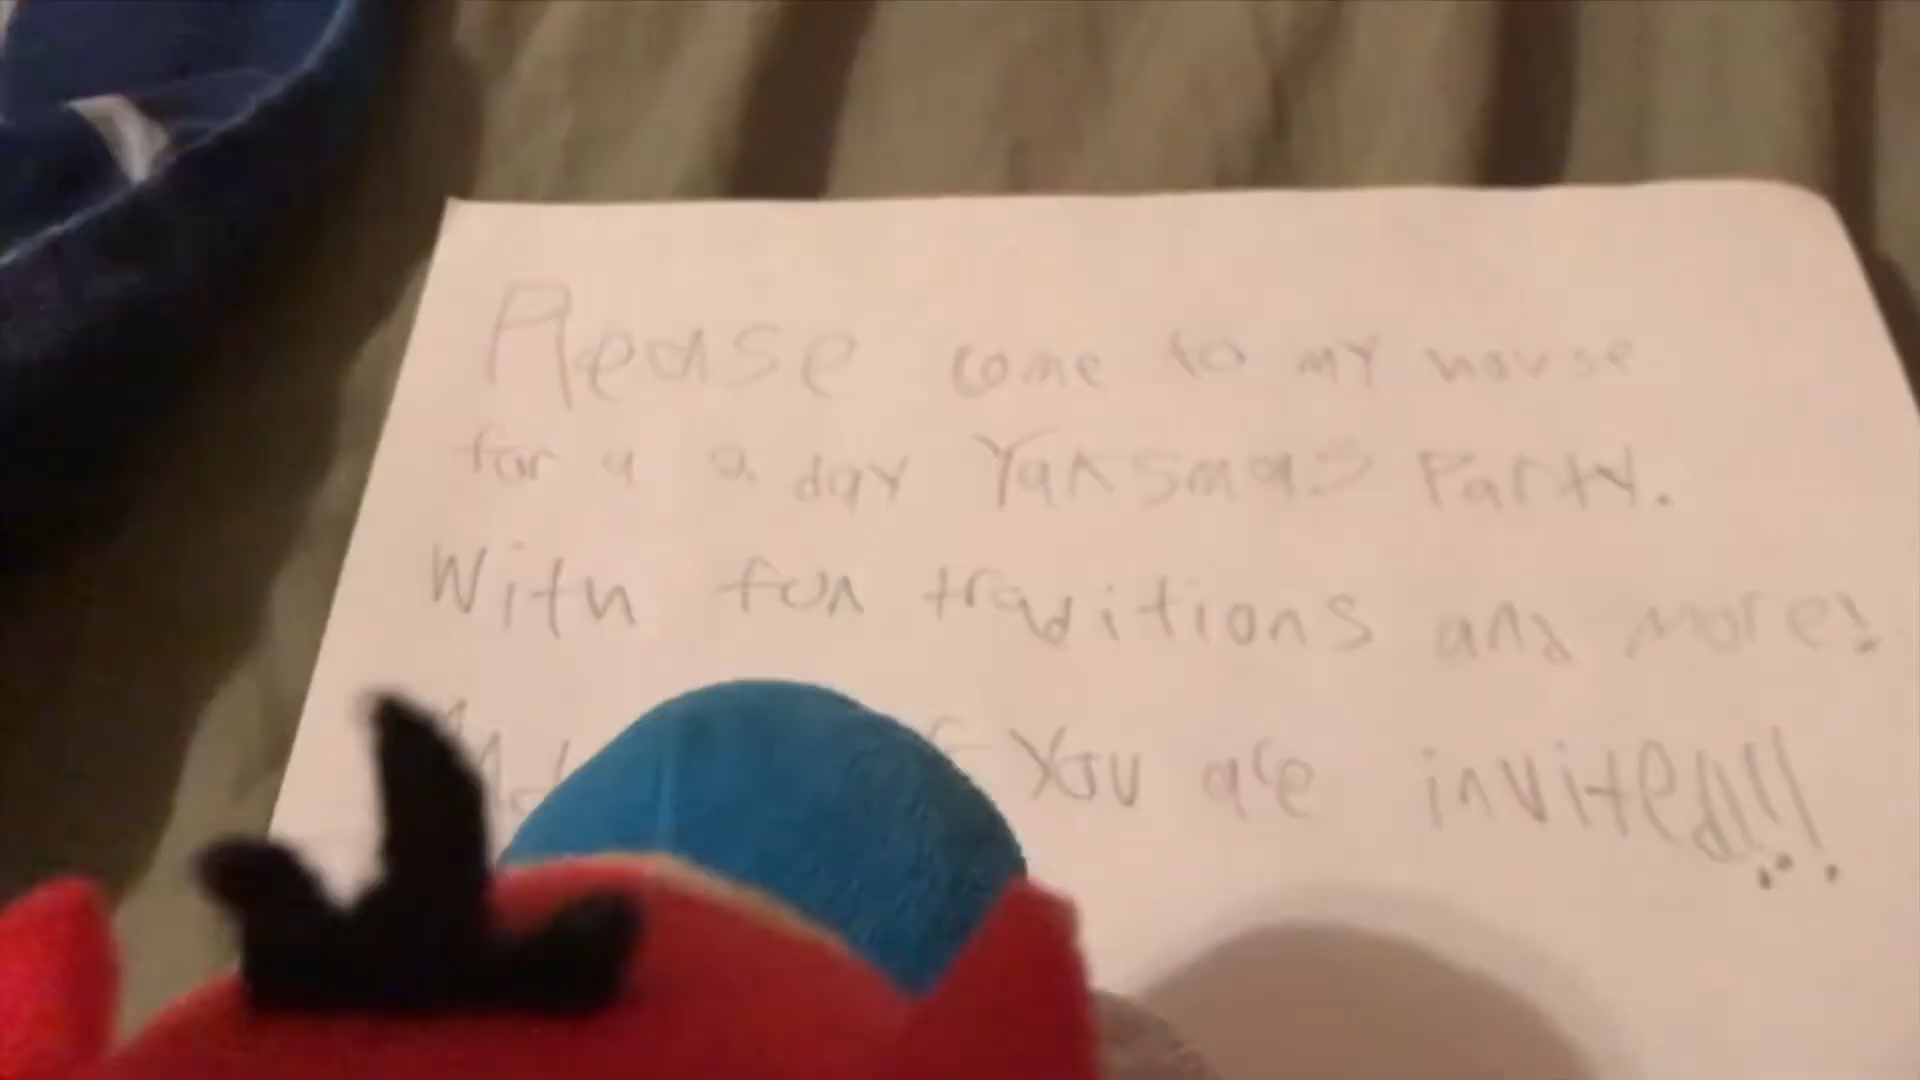 Please come to my house
for a 2 day Yaksmas Party.
With fun traditions and more!
you are invited!!!